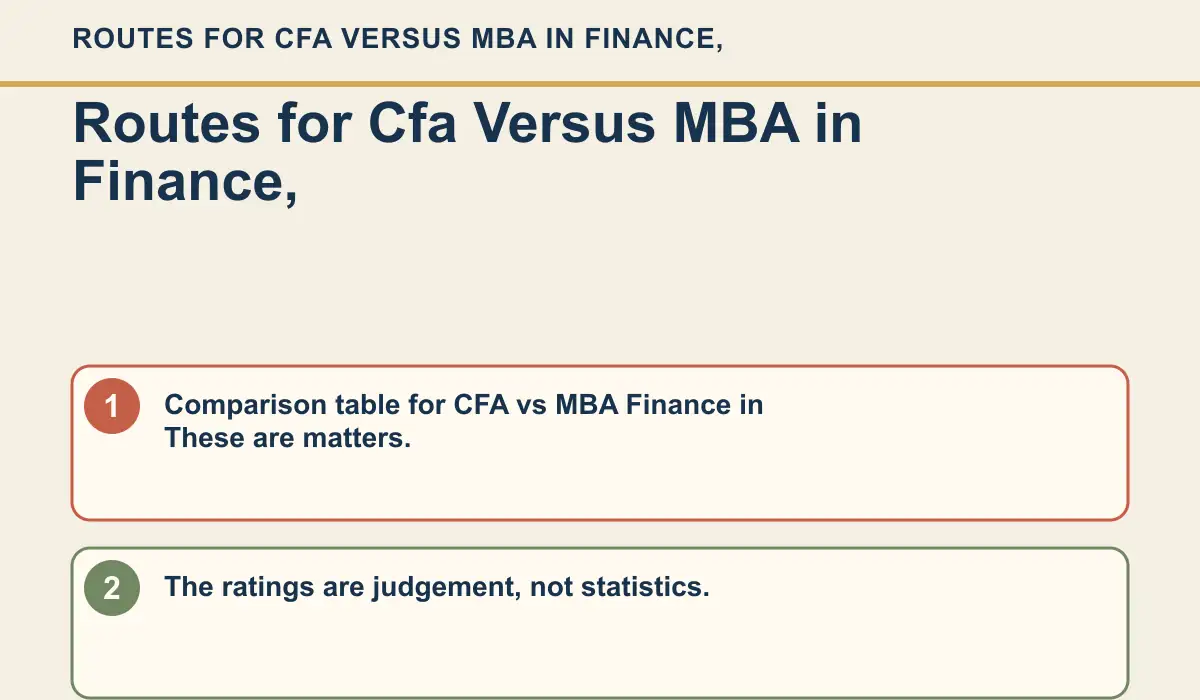 ROUTES FOR CFA VERSUS MBA IN FINANCE,
Routes for Cfa Versus MBA in
Finance,
1
Comparison table for CFA vs MBA Finance in
These are matters.
2
The ratings are judgement, not statistics.